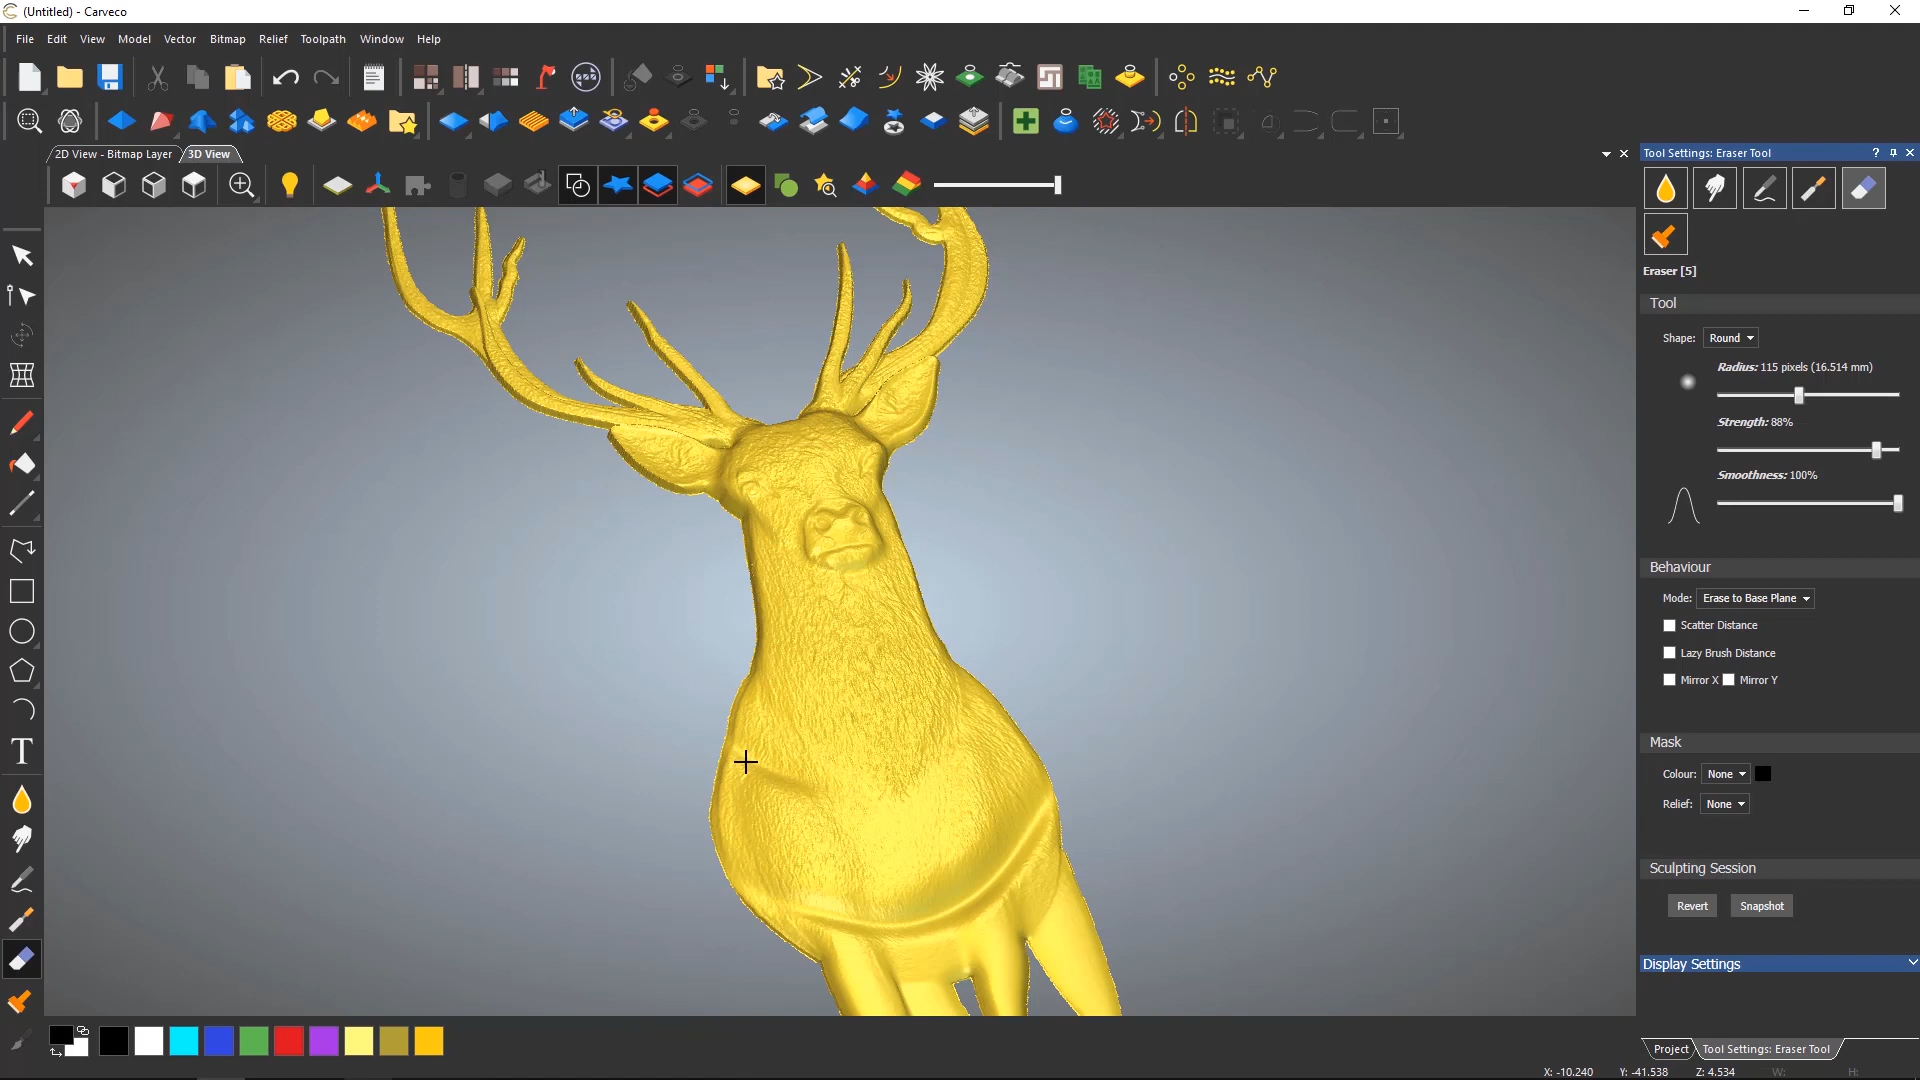 (Untitled) - Carveco
File Edit View Model Vector Bitmap Relief Toolpath Window Help
2D View - Bitmap Layer 3D View
Tool Settings: Eraser Tool
Eraser [5]
Tool
Shape: Round
Radius: 115 pixels (16.514 mm)
Strength: 88%
Smoothness: 100%
Behaviour
Mode: Erase to Base Plane
Scatter Distance
Lazy Brush Distance
Mirror X Mirror Y
Mask
Colour: None
Relief: None
Sculpting Session
Revert Snapshot
Display Settings
Project Tool Settings: Eraser Tool
X: -10.240 Y: -41.538 Z: 4.534 W: H: